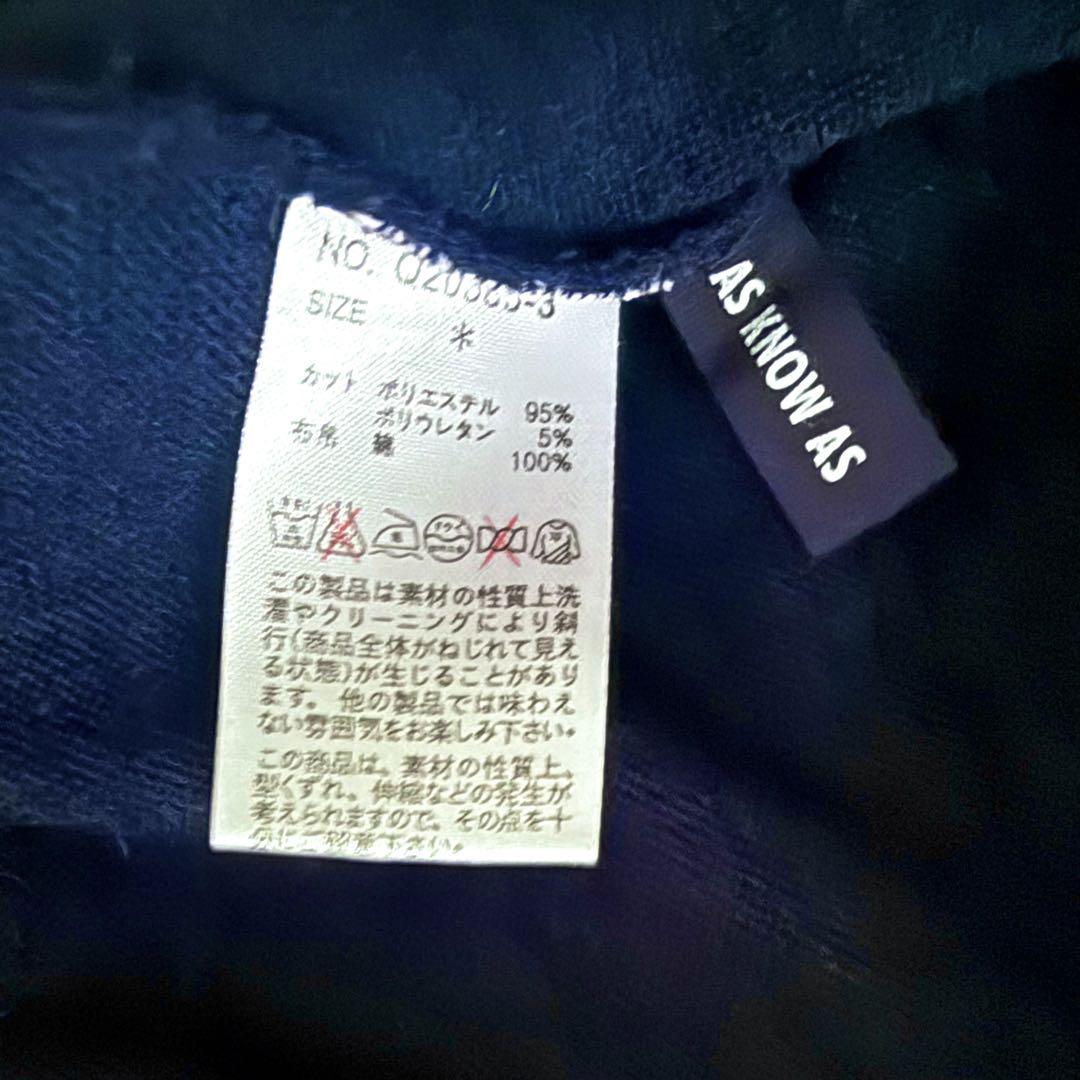 NO.
SIZE *
カット ポリエステル 95%
ポリウレタン 5%
布帛 綿 100%
この製品は素材の性質上洗
濯やクリーニングにより斜
行(商品全体がねじれて見え
る状態)が生じることがあり
ます。他の製品では味わえ
ない雰囲気をお楽しみ下さい。
この商品は、素材の性質上、
型くずれ、伸縮などの発生が
考えられますので、その点を十
AS KNOW AS